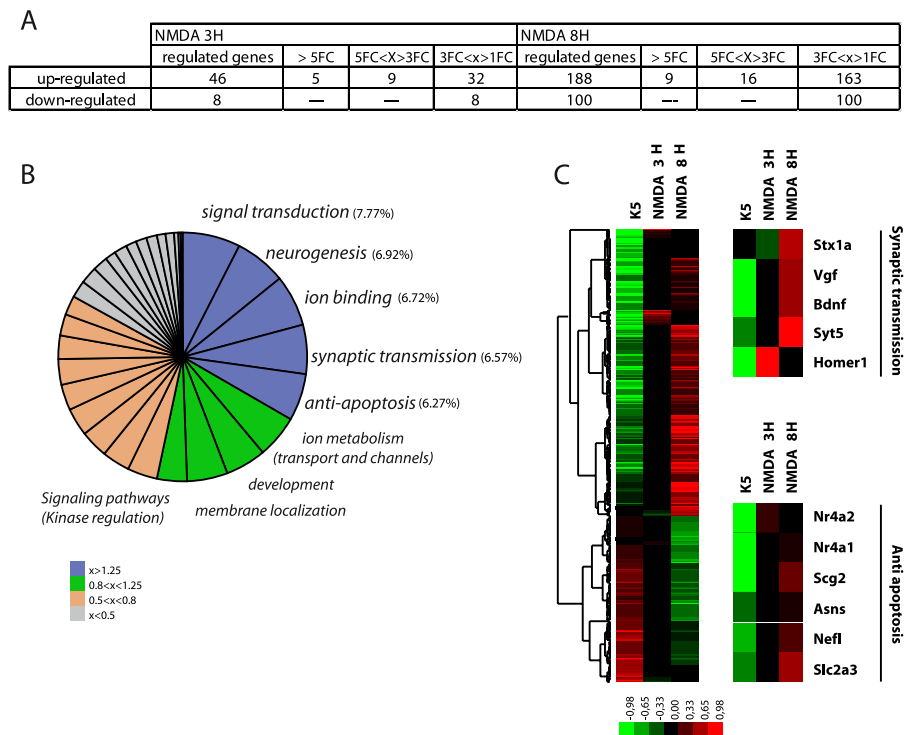 A
NMDA 3H NMDA 8H
regulated genes > 5FC 5FC<X>3FC 3FC<x>1FC regulated genes > 5FC 5FC<X>3FC 3FC<x>1FC
up-regulated 46 5 9 32 188 9 16 163
down-regulated 8 — — 8 100 -- — 100
B
signal transduction (7.77%)
neurogenesis (6.92%)
ion binding (6.72%)
synaptic transmission (6.57%)
anti-apoptosis (6.27%)
ion metabolism
(transport and channels)
development
membrane localization
Signaling pathways
(Kinase regulation)
x>1.25
0.8<x<1.25
0.5<x<0.8
x<0.5
C
K5 NMDA 3 H NMDA 8 H
K5 NMDA 3H NMDA 8H
Stx1a
Vgf
Bdnf
Syt5
Homer1
Synaptic transmission
K5 NMDA 3H NMDA 8H
Nr4a2
Nr4a1
Scg2
Asns
Nefl
Slc2a3
Anti apoptosis
-0,98 -0,65 -0,33 0,00 0,33 0,65 0,98